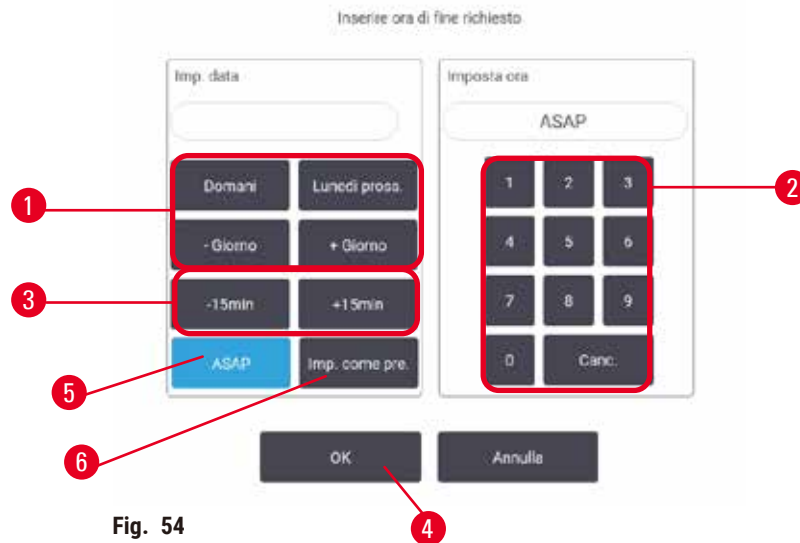 Inserire ora di fine richiesto
Imp. data
Imposta ora
ASAP
Domani
Lunedì pross.
- Giorno
+ Giorno
-15min
+15min
ASAP
Imp. come pre.
1 2 3
4 5 6
7 8 9
0 Canc.
OK
Annulla
1
2
3
5
6
4
Fig. 54